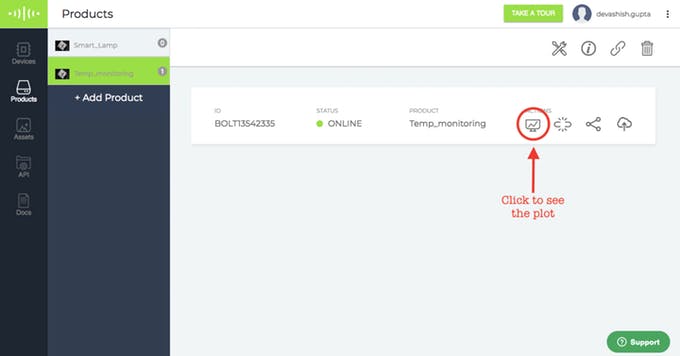 Products
TAKE A TOUR
devashish.gupta
Smart_Lamp
0
Temp_monitoring
1
+ Add Product
Devices
Products
Assets
API
Docs
ID
STATUS
PRODUCT
BOLT13542335
ONLINE
Temp_monitoring
Click to see
the plot
Support